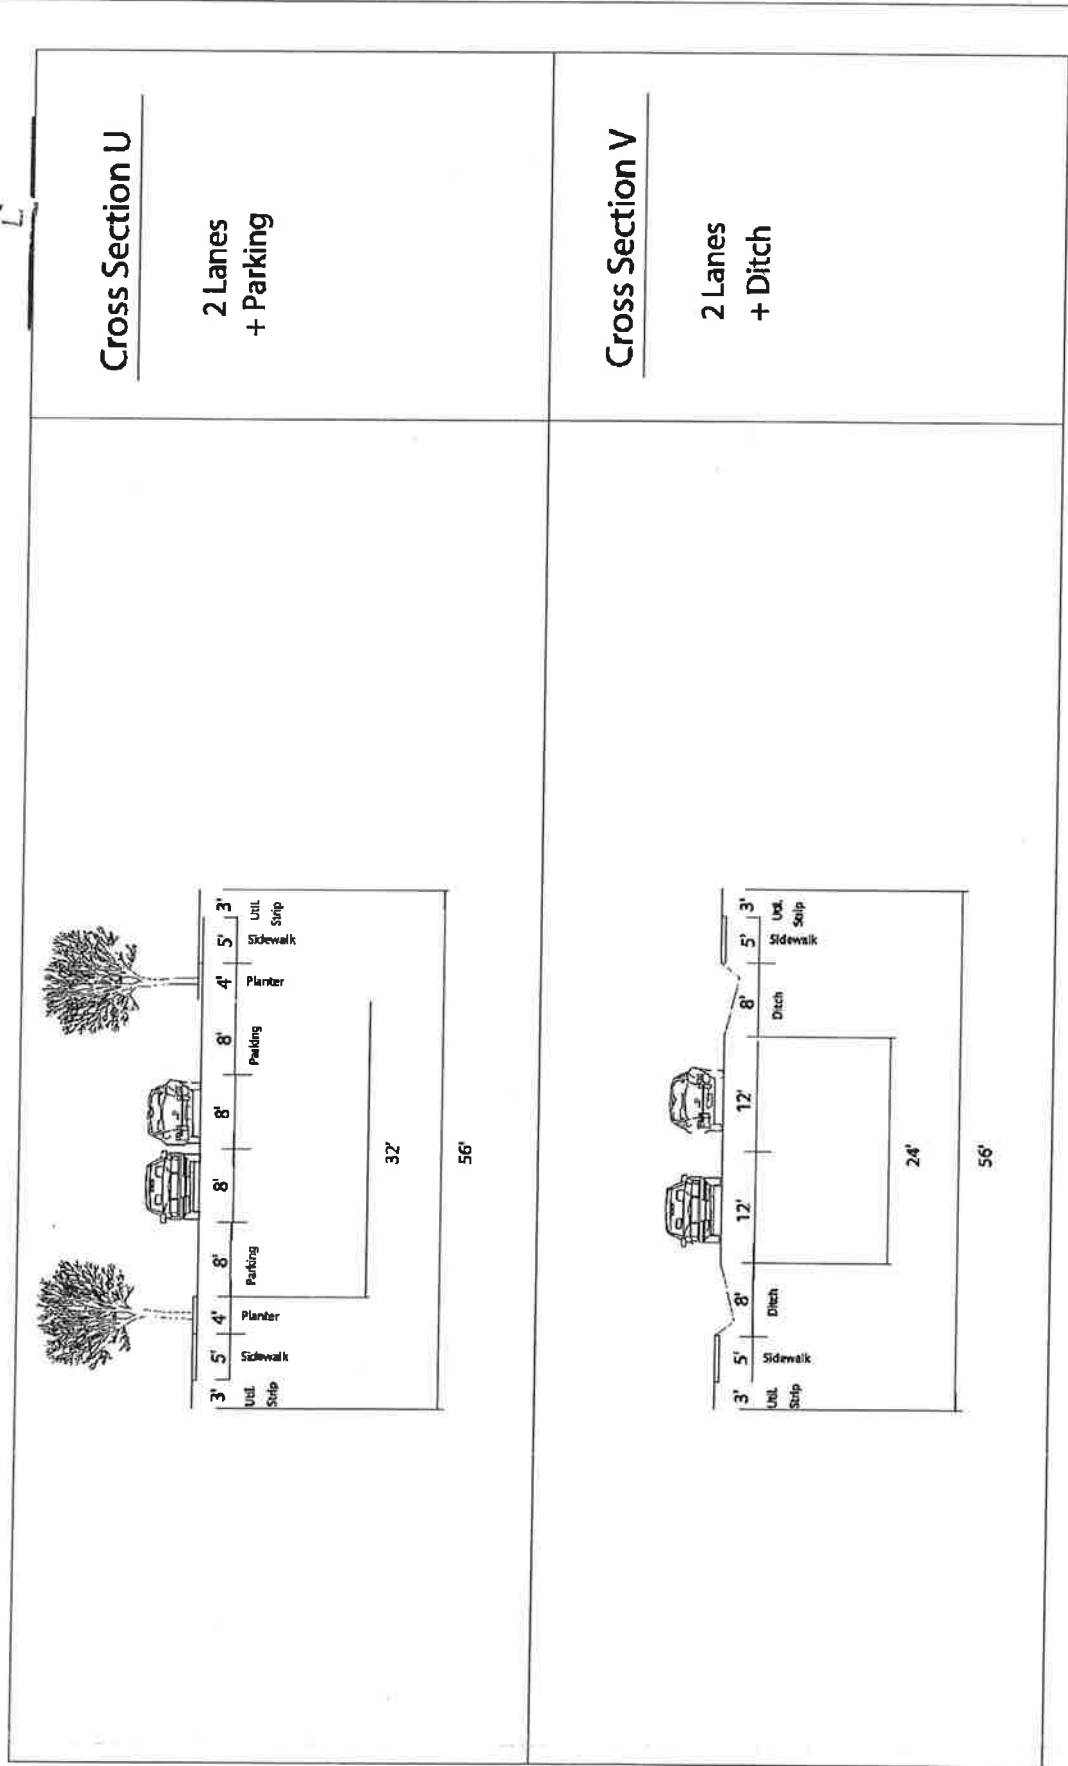 Cross Section U
2 Lanes
+ Parking
3' 5' 4' 8' 8' 8' 8' 4' 5' 3'
Util. Strip Sidewalk Planter Parking Parking Planter Sidewalk Util. Strip
32'
56'
Cross Section V
2 Lanes
+ Ditch
3' 5' 8' 12' 12' 8' 5' 3'
Util. Strip Sidewalk Ditch Ditch Sidewalk Util. Strip
24'
56'